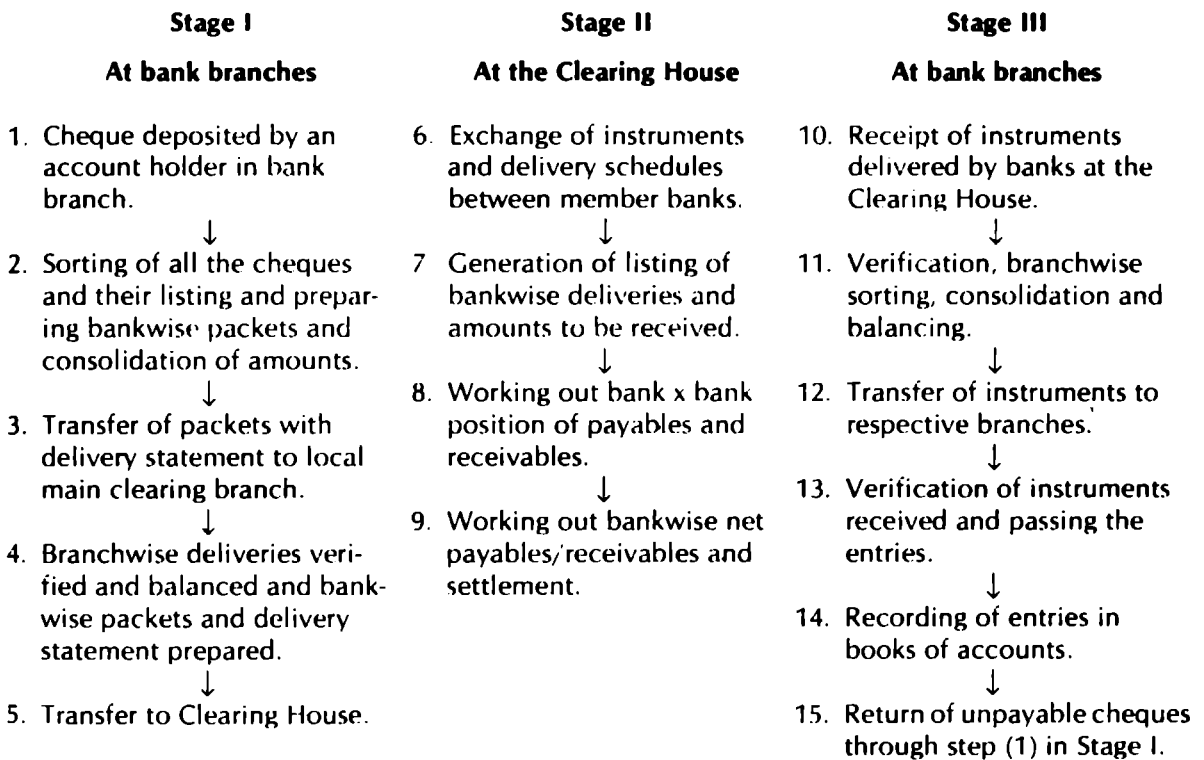 Stage I
At bank branches
1. Cheque deposited by an
account holder in bank
branch.
↓
2. Sorting of all the cheques
and their listing and prepar-
ing bankwise packets and
consolidation of amounts.
↓
3. Transfer of packets with
delivery statement to local
main clearing branch.
↓
4. Branchwise deliveries veri-
fied and balanced and bank-
wise packets and delivery
statement prepared.
↓
5. Transfer to Clearing House.
Stage II
At the Clearing House
6. Exchange of instruments
and delivery schedules
between member banks.
↓
7 Generation of listing of
bankwise deliveries and
amounts to be received.
↓
8. Working out bank x bank
position of payables and
receivables.
↓
9. Working out bankwise net
payables/receivables and
settlement.
Stage III
At bank branches
10. Receipt of instruments
delivered by banks at the
Clearing House.
↓
11. Verification, branchwise
sorting, consolidation and
balancing.
↓
12. Transfer of instruments to
respective branches.
↓
13. Verification of instruments
received and passing the
entries.
↓
14. Recording of entries in
books of accounts.
↓
15. Return of unpayable cheques
through step (1) in Stage I.